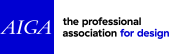 AIGA
the professional
association for design